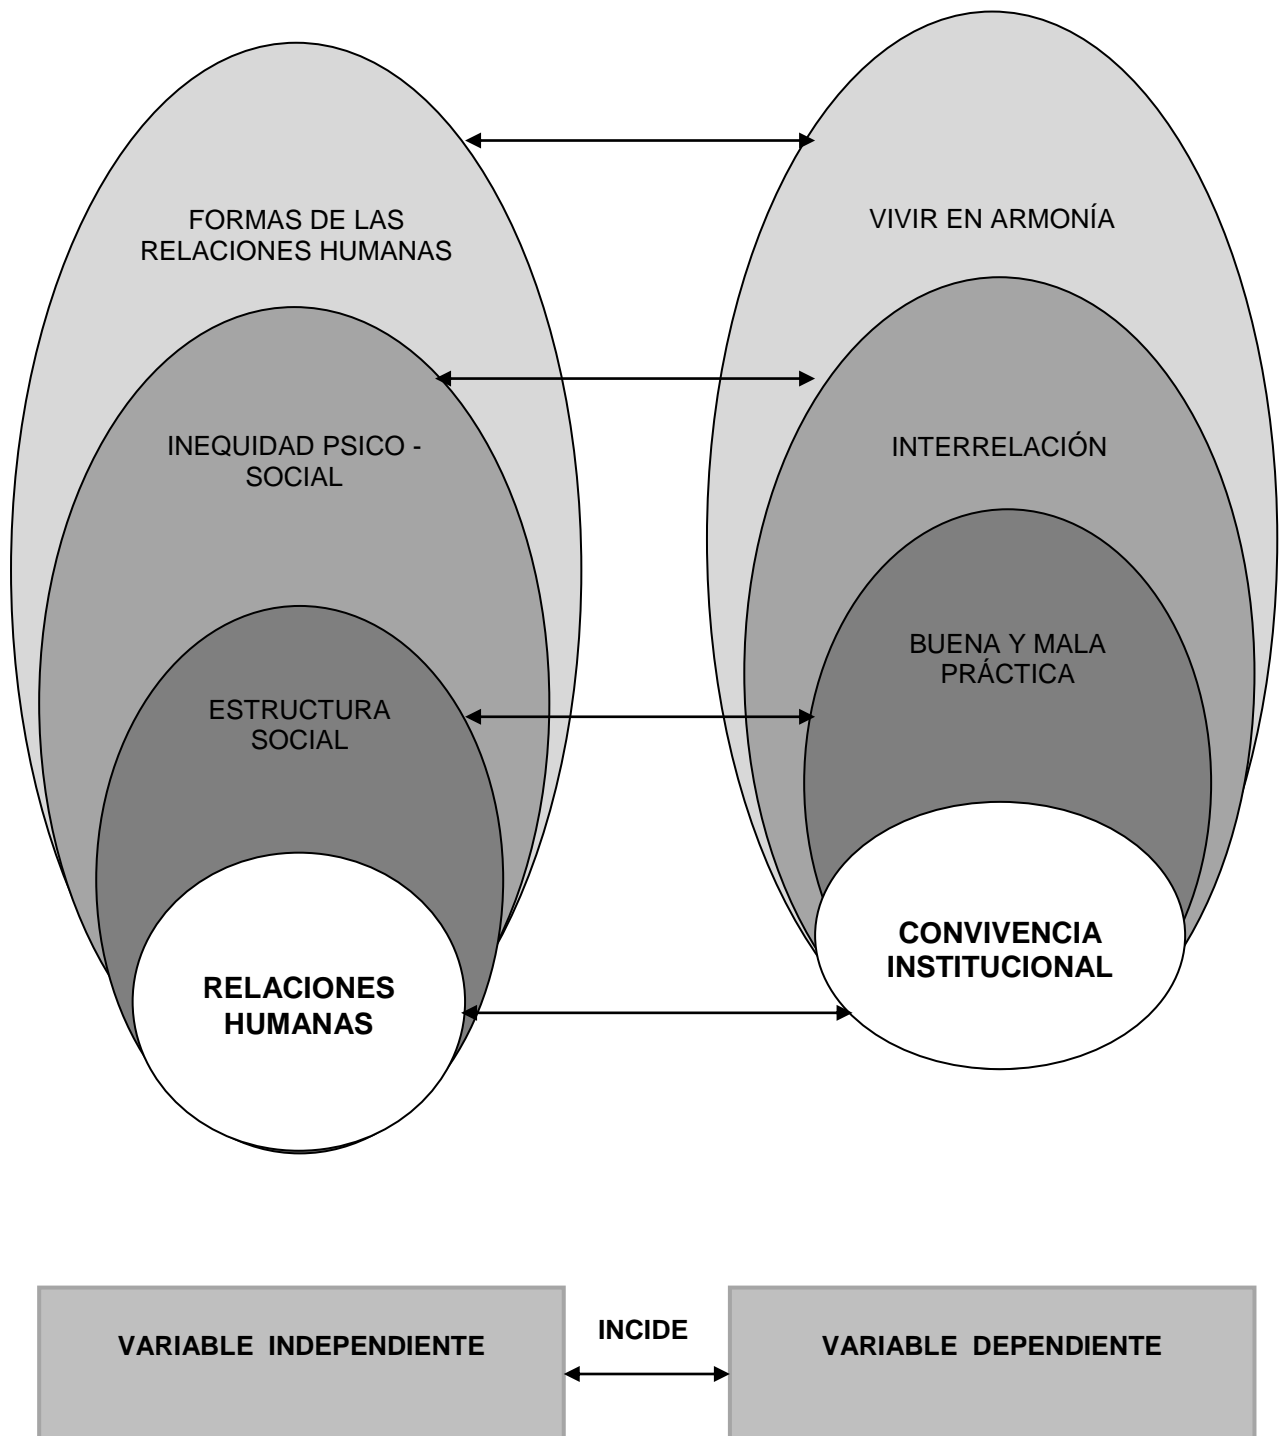 FORMAS DE LAS
RELACIONES HUMANAS
VIVIR EN ARMONÍA
INEQUIDAD PSICO -
SOCIAL
INTERRELACIÓN
BUENA Y MALA
PRÁCTICA
ESTRUCTURA
SOCIAL
CONVIVENCIA
INSTITUCIONAL
RELACIONES
HUMANAS
VARIABLE INDEPENDIENTE
INCIDE
VARIABLE DEPENDIENTE